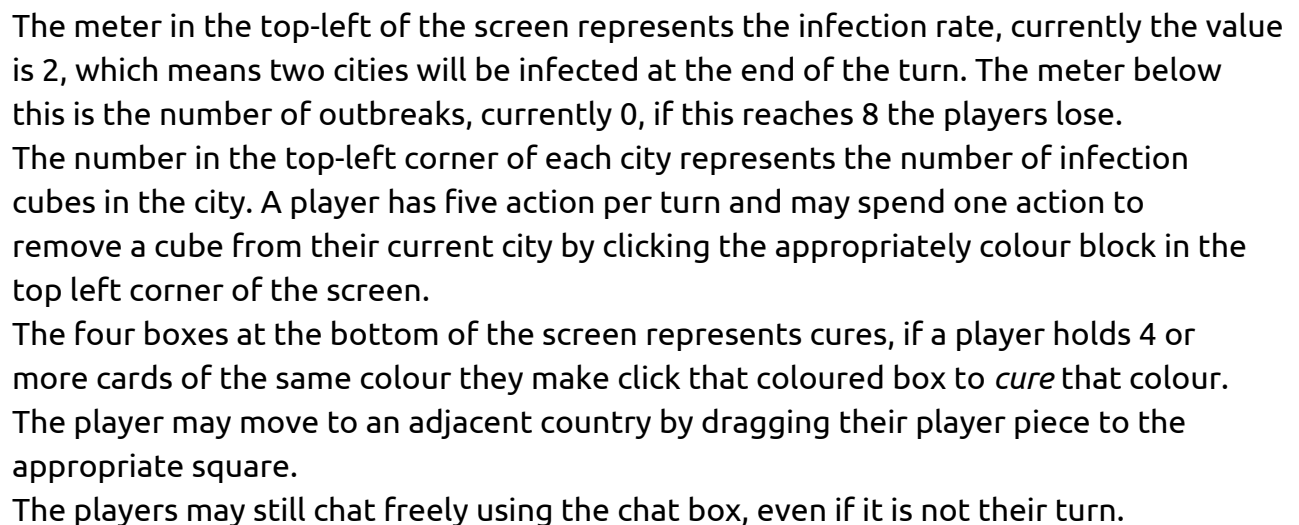 The meter in the top-left of the screen represents the infection rate, currently the value
is 2, which means two cities will be infected at the end of the turn. The meter below
this is the number of outbreaks, currently 0, if this reaches 8 the players lose.
The number in the top-left corner of each city represents the number of infection
cubes in the city. A player has five action per turn and may spend one action to
remove a cube from their current city by clicking the appropriately colour block in the
top left corner of the screen.
The four boxes at the bottom of the screen represents cures, if a player holds 4 or
more cards of the same colour they make click that coloured box to cure that colour.
The player may move to an adjacent country by dragging their player piece to the
appropriate square.
The players may still chat freely using the chat box, even if it is not their turn.